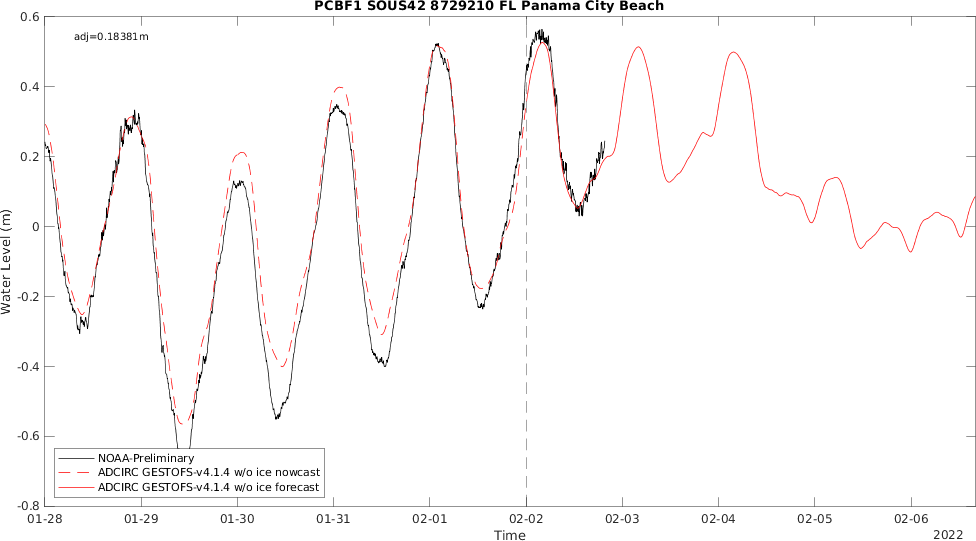 PCBF1 SOUS42 8729210 FL Panama City Beach
adj=0.18381m
0.6
0.4
0.2
0
-0.2
-0.4
-0.6
-0.8
Water Level (m)
NOAA-Preliminary
ADCIRC GESTOFS-v4.1.4 w/o ice nowcast
ADCIRC GESTOFS-v4.1.4 w/o ice forecast
01-28 01-29 01-30 01-31 02-01 02-02 02-03 02-04 02-05 02-06
Time
2022